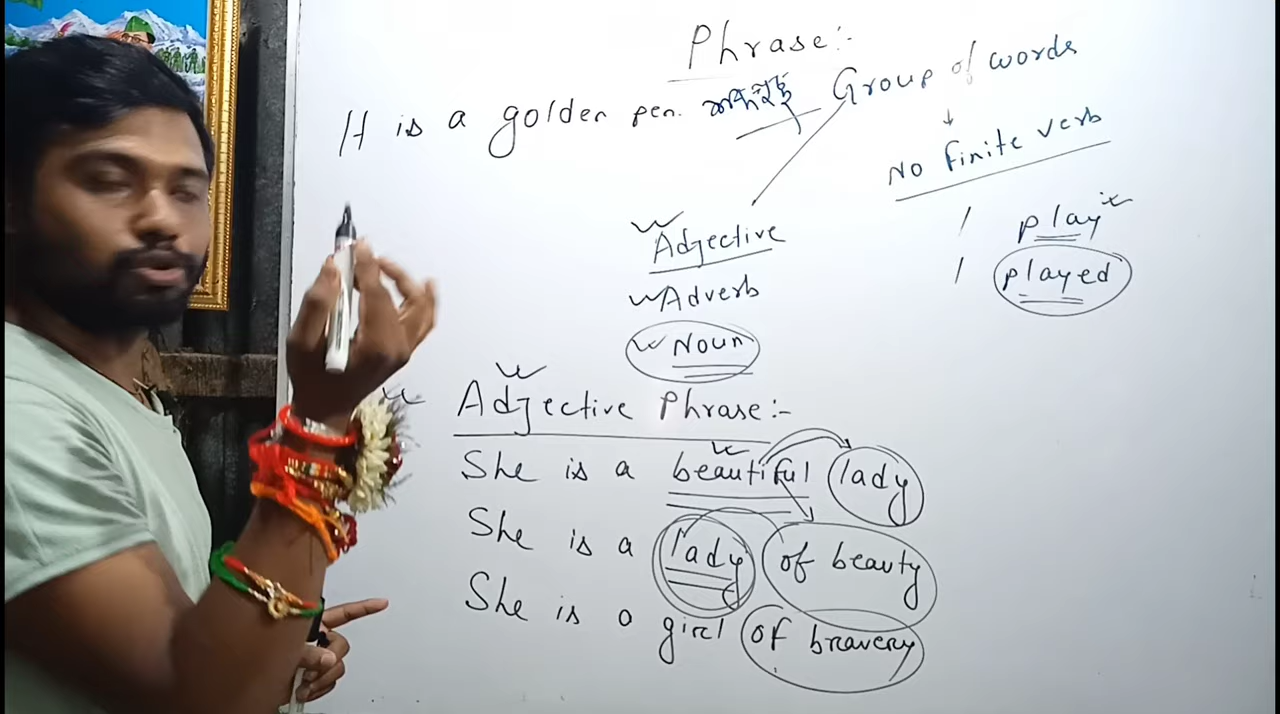 Phrase:-
It is a golden pen.
Group of words
No finite verb
Adjective
Adverb
Noun
play
played
Adjective Phrase:-
She is a beautiful lady
She is a lady of beauty
She is a girl of bravery